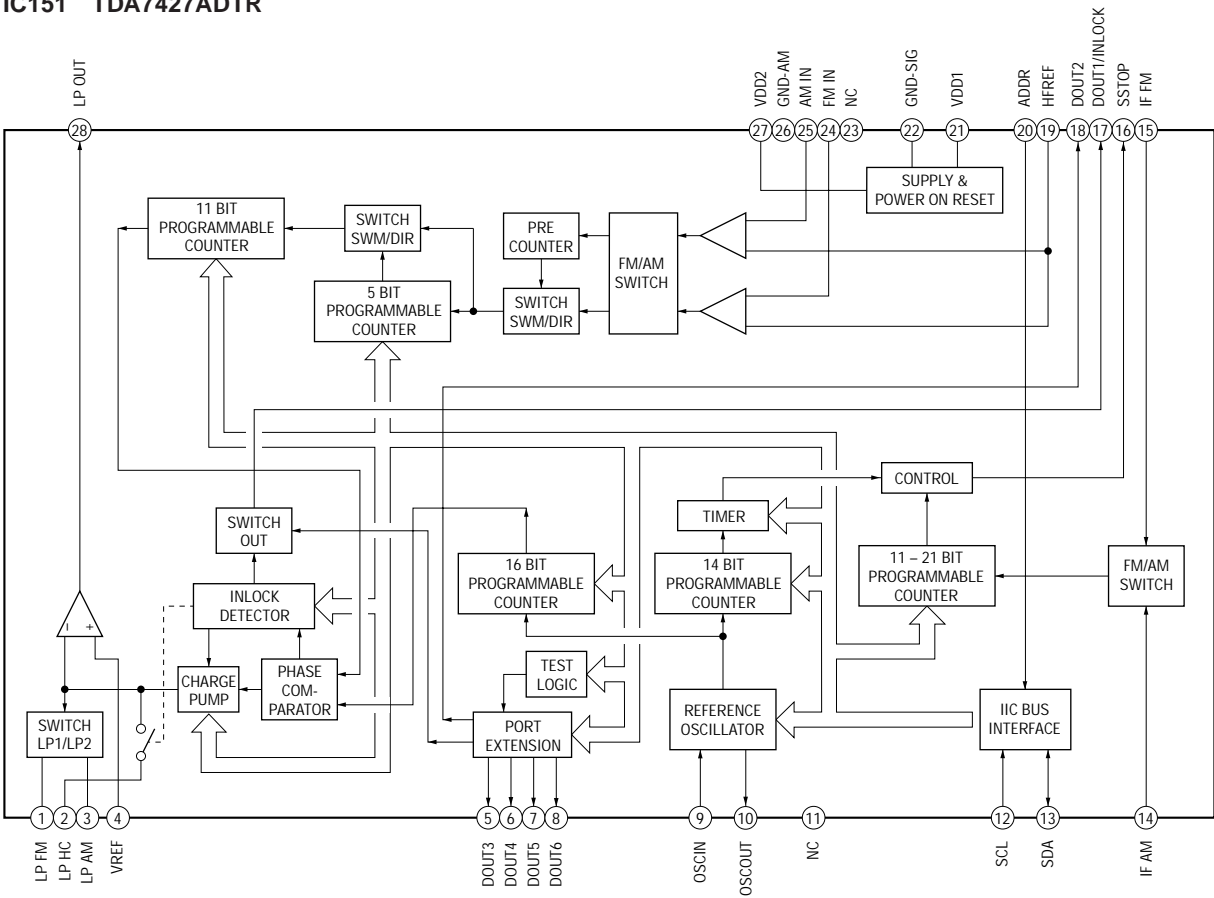 IC151 TDA7427ADTR
LP OUT
VDD2
GND-AM
AM IN
FM IN
NC
GND-SIG
VDD1
ADDR
HFREF
DOUT2
DOUT1/INLOCK
SSTOP
IF FM
28
27
26
25
24
23
22
21
20
19
18
17
16
15
SUPPLY &
POWER ON RESET
11 BIT
PROGRAMMABLE
COUNTER
SWITCH
SWM/DIR
PRE
COUNTER
FM/AM
SWITCH
5 BIT
PROGRAMMABLE
COUNTER
SWITCH
SWM/DIR
CONTROL
TIMER
SWITCH
OUT
16 BIT
PROGRAMMABLE
COUNTER
14 BIT
PROGRAMMABLE
COUNTER
11 – 21 BIT
PROGRAMMABLE
COUNTER
FM/AM
SWITCH
INLOCK
DETECTOR
– +
CHARGE
PUMP
PHASE
COM-
PARATOR
TEST
LOGIC
SWITCH
LP1/LP2
PORT
EXTENSION
REFERENCE
OSCILLATOR
IIC BUS
INTERFACE
1
2
3
4
5
6
7
8
9
10
11
12
13
14
LP FM
LP HC
LP AM
VREF
DOUT3
DOUT4
DOUT5
DOUT6
OSCIN
OSCOUT
NC
SCL
SDA
IF AM